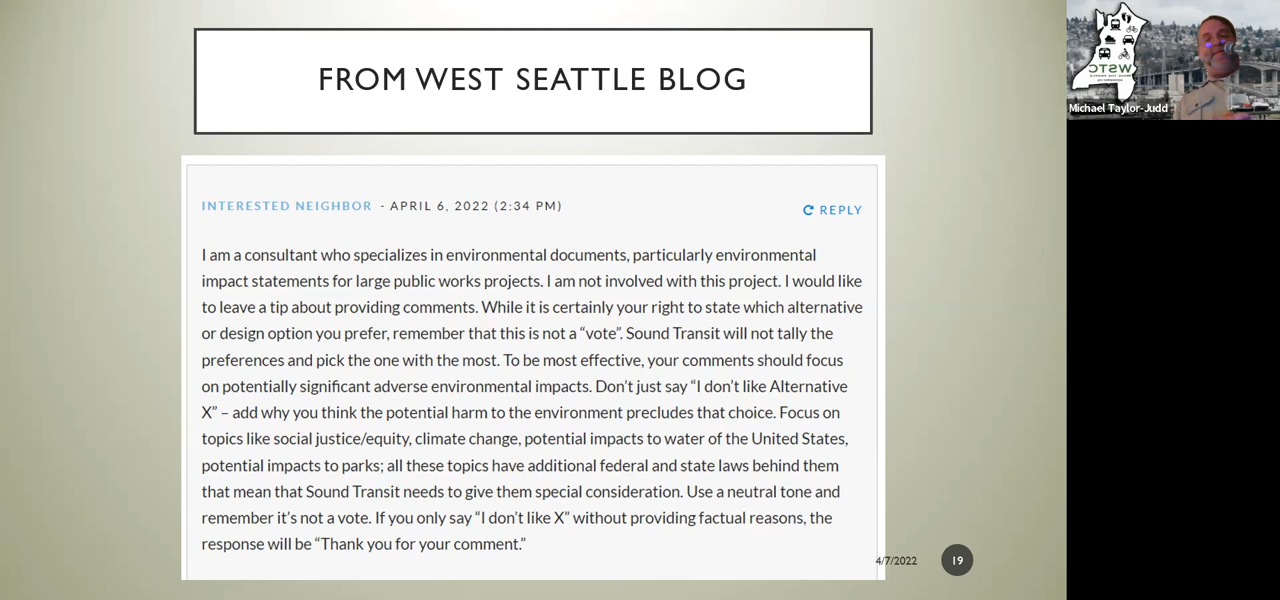 FROM WEST SEATTLE BLOG
INTERESTED NEIGHBOR - APRIL 6, 2022 (2:34 PM)
REPLY
I am a consultant who specializes in environmental documents, particularly environmental
impact statements for large public works projects. I am not involved with this project. I would like
to leave a tip about providing comments. While it is certainly your right to state which alternative
or design option you prefer, remember that this is not a “vote”. Sound Transit will not tally the
preferences and pick the one with the most. To be most effective, your comments should focus
on potentially significant adverse environmental impacts. Don’t just say “I don’t like Alternative
X” – add why you think the potential harm to the environment precludes that choice. Focus on
topics like social justice/equity, climate change, potential impacts to water of the United States,
potential impacts to parks; all these topics have additional federal and state laws behind them
that mean that Sound Transit needs to give them special consideration. Use a neutral tone and
remember it’s not a vote. If you only say “I don’t like X” without providing factual reasons, the
response will be “Thank you for your comment.”
4/7/2022
19
WSTC
Michael Taylor-Judd